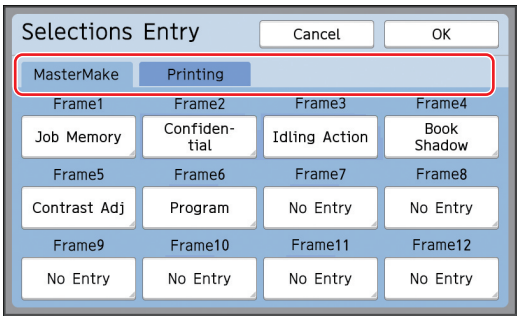 Selections Entry Cancel OK
MasterMake Printing
Frame1 Frame2 Frame3 Frame4
Job Memory Confiden-
tial Idling Action Book
Shadow
Frame5 Frame6 Frame7 Frame8
Contrast Adj Program No Entry No Entry
Frame9 Frame10 Frame11 Frame12
No Entry No Entry No Entry No Entry